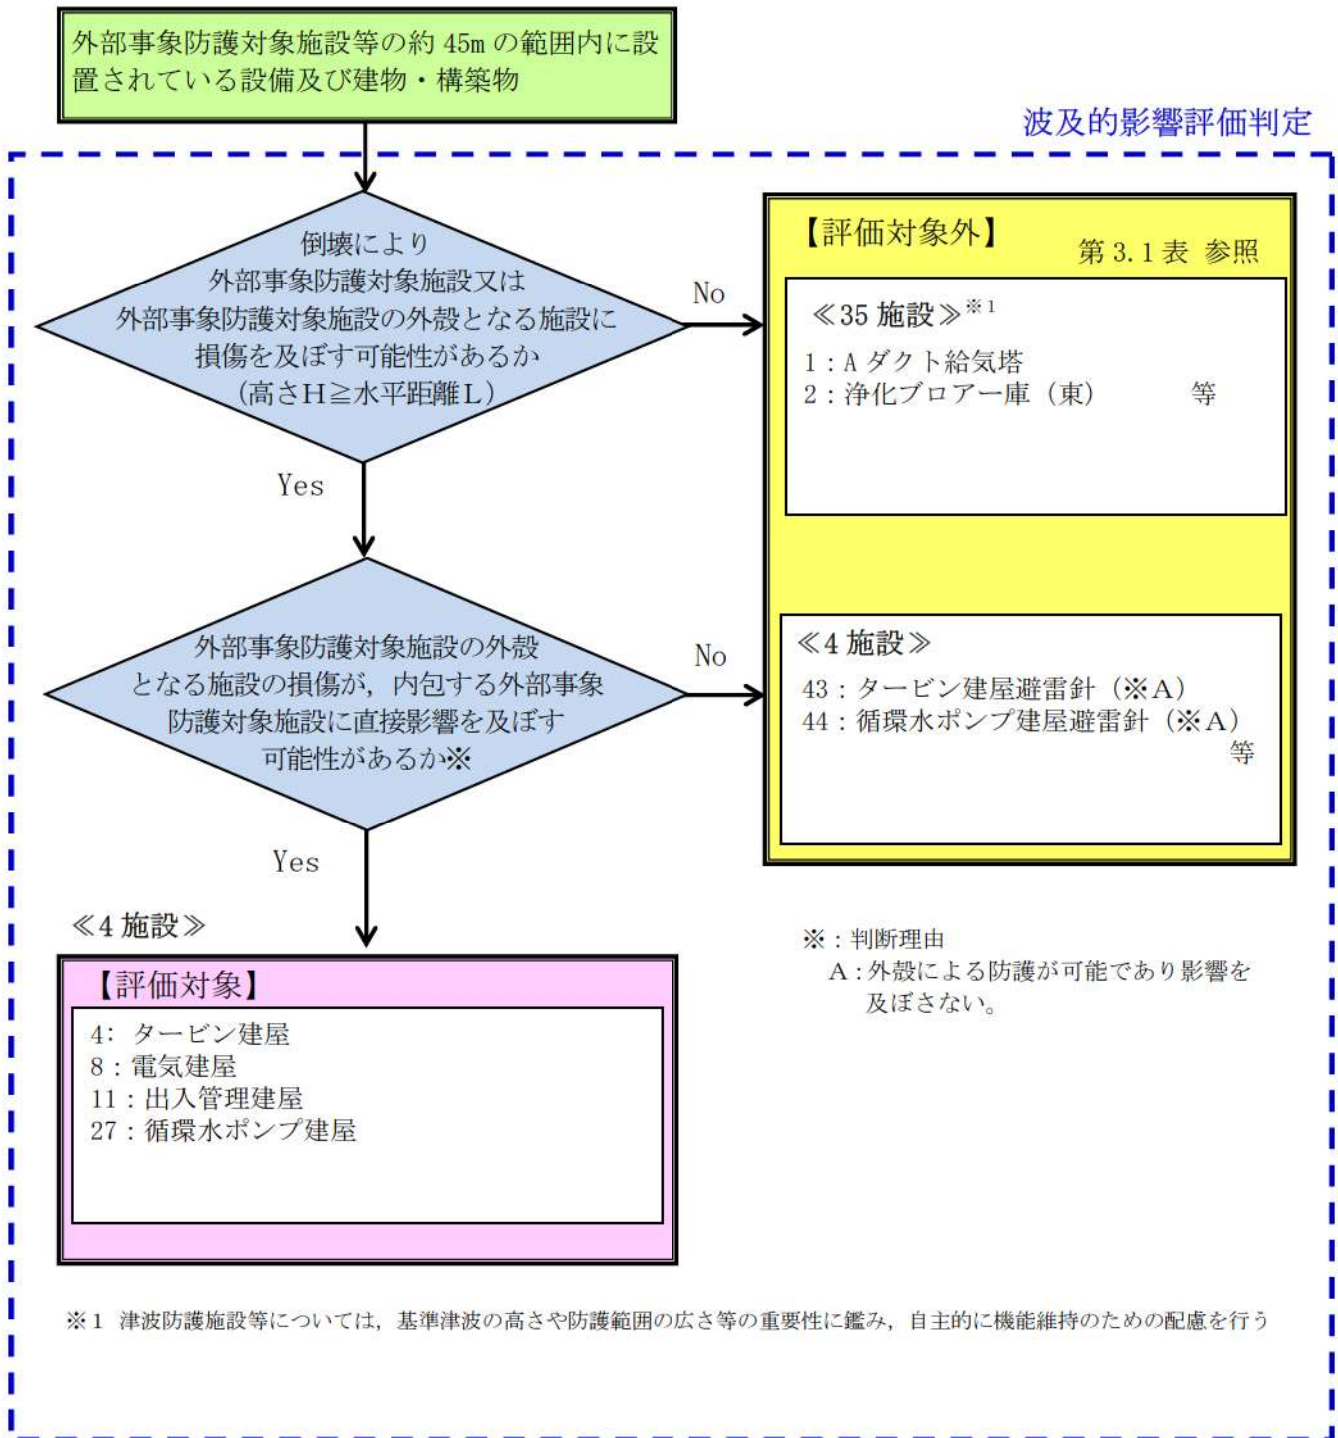 外部事象防護対象施設等の約 45m の範囲内に設
置されている設備及び建物・構築物
波及的影響評価判定
倒壊により
外部事象防護対象施設又は
外部事象防護対象施設の外殻となる施設に
損傷を及ぼす可能性があるか
(高さH≧水平距離L)
No
Yes
【評価対象外】
第 3.1 表 参照
≪35 施設≫※1
1：A ダクト給気塔
2：浄化ブロアー庫（東） 等
外部事象防護対象施設の外殻
となる施設の損傷が，内包する外部事象
防護対象施設に直接影響を及ぼす
可能性があるか※
No
Yes
≪4 施設≫
43：タービン建屋避雷針（※A）
44：循環水ポンプ建屋避雷針（※A）
等
≪4 施設≫
【評価対象】
4： タービン建屋
8：電気建屋
11：出入管理建屋
27：循環水ポンプ建屋
※：判断理由
A：外殻による防護が可能であり影響を
及ぼさない。
※1 津波防護施設等については，基準津波の高さや防護範囲の広さ等の重要性に鑑み，自主的に機能維持のための配慮を行う